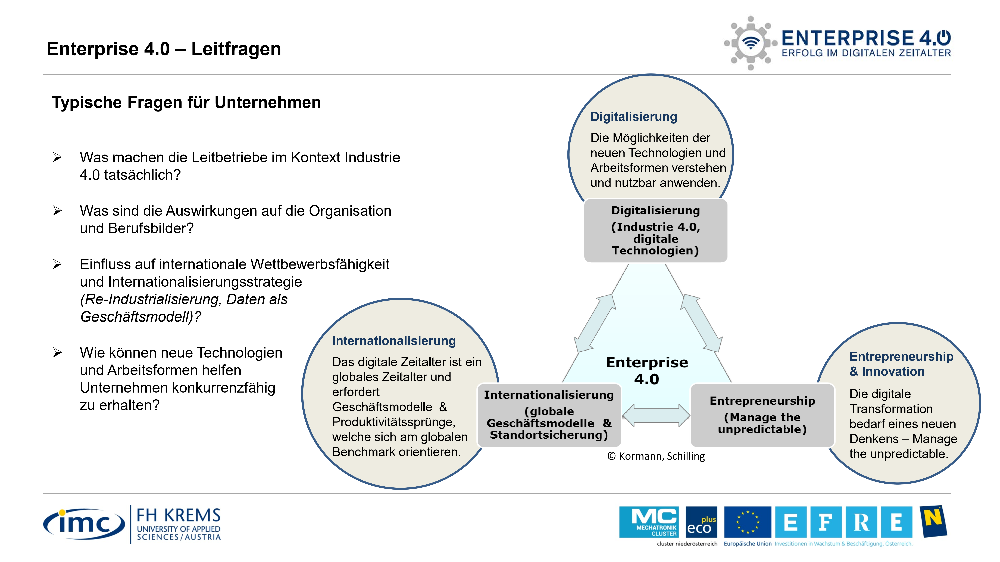 Enterprise 4.0 – Leitfragen
ENTERPRISE 4.0
ERFOLG IM DIGITALEN ZEITALTER
Typische Fragen für Unternehmen
Was machen die Leitbetriebe im Kontext Industrie
4.0 tatsächlich?
Was sind die Auswirkungen auf die Organisation
und Berufsbilder?
Einfluss auf internationale Wettbewerbsfähigkeit
und Internationalisierungsstrategie
(Re-Industrialisierung, Daten als
Geschäftsmodell)?
Wie können neue Technologien
und Arbeitsformen helfen
Unternehmen konkurrenzfähig
zu erhalten?
Digitalisierung
Die Möglichkeiten der
neuen Technologien und
Arbeitsformen verstehen
und nutzbar anwenden.
Digitalisierung
(Industrie 4.0,
digitale
Technologien)
Enterprise
4.0
Internationalisierung
Das digitale Zeitalter ist ein
globales Zeitalter und
erfordert
Geschäftsmodelle &
Produktivitätssprünge,
welche sich am globalen
Benchmark orientieren.
Internationalisierung
(globale
Geschäftsmodelle &
Standortsicherung)
Entrepreneurship
(Manage the
unpredictable)
Entrepreneurship
& Innovation
Die digitale
Transformation
bedarf eines neuen
Denkens – Manage
the unpredictable.
© Kormann, Schilling
imc
FH KREMS
UNIVERSITY OF APPLIED
SCIENCES / AUSTRIA
MC
MECHATRONIK
CLUSTER
plus
eco
cluster niederösterreich
Europäische Union
EFRE
Investitionen in Wachstum & Beschäftigung. Österreich.
N